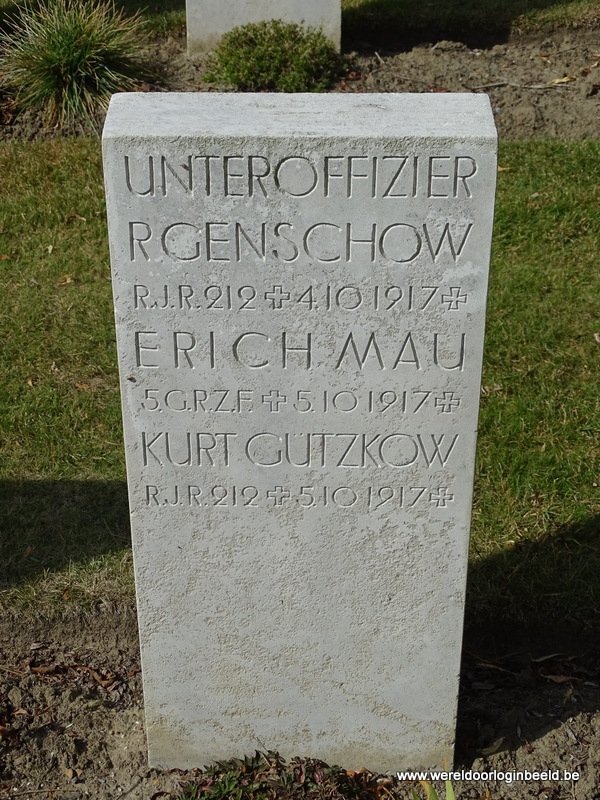 UNTEROFFIZIER
R. GENSCHOW
R.J.R. 212 ✠ 4.10 1917 ✠
ERICH MAU
5.G.R.Z.F. ✠ 5.10 1917 ✠
KURT GÜTZKOW
R.J.R. 212 ✠ 5.10 1917 ✠
www.wereldoorloginbeeld.be